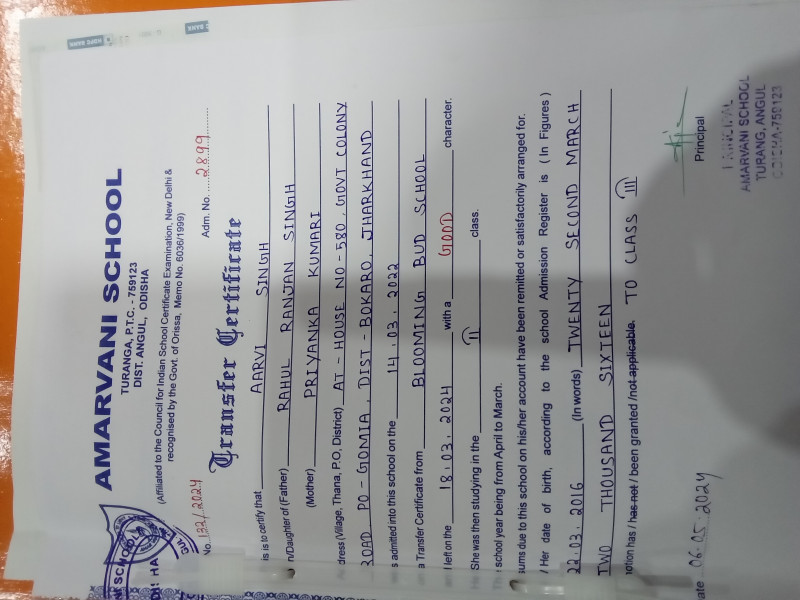 HDFC BANK
BANK
AMARVANI SCHOOL
TURANGA, P.T.C. - 759123
DIST. ANGUL, ODISHA
(Affiliated to the Council for Indian School Certificate Examination, New Delhi &
recognised by the Govt. of Orissa, Memo No. 6036/1999)
No. 132/2024 Adm. No. 2899
Transfer Certificate
is is to certify that AARVI SINGH
n/Daughter of (Father) RAHUL RANJAN SINGH
(Mother) PRIYANKA KUMARI
dress (Village, Thana, P.O, District) AT - HOUSE NO - 580, GOVT COLONY
ROAD PO - GOMIA, DIST - BOKARO, JHARKHAND
s admitted into this school on the 14.03.2022
a Transfer Certificate from BLOOMING BUD SCHOOL
l left on the 18.03.2024 with a GOOD character.
She was then studying in the II class.
school year being from April to March.
sums due to this school on his/her account have been remitted or satisfactorily arranged for.
/ Her date of birth, according to the school Admission Register is (In Figures)
22.03.2016 (In words) TWENTY SECOND MARCH
TWO THOUSAND SIXTEEN
notion has / has not / been granted / not applicable. TO CLASS III
ate 06.05.2024
Principal
PRINCIPAL
AMARVANI SCHOOL
TURANG, ANGUL
ODISHA-759123